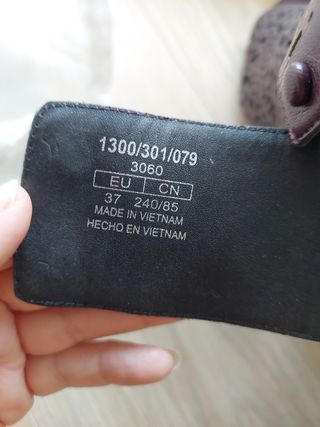 1300/301/079
3060
EU CN
37 240/85
MADE IN VIETNAM
HECHO EN VIETNAM